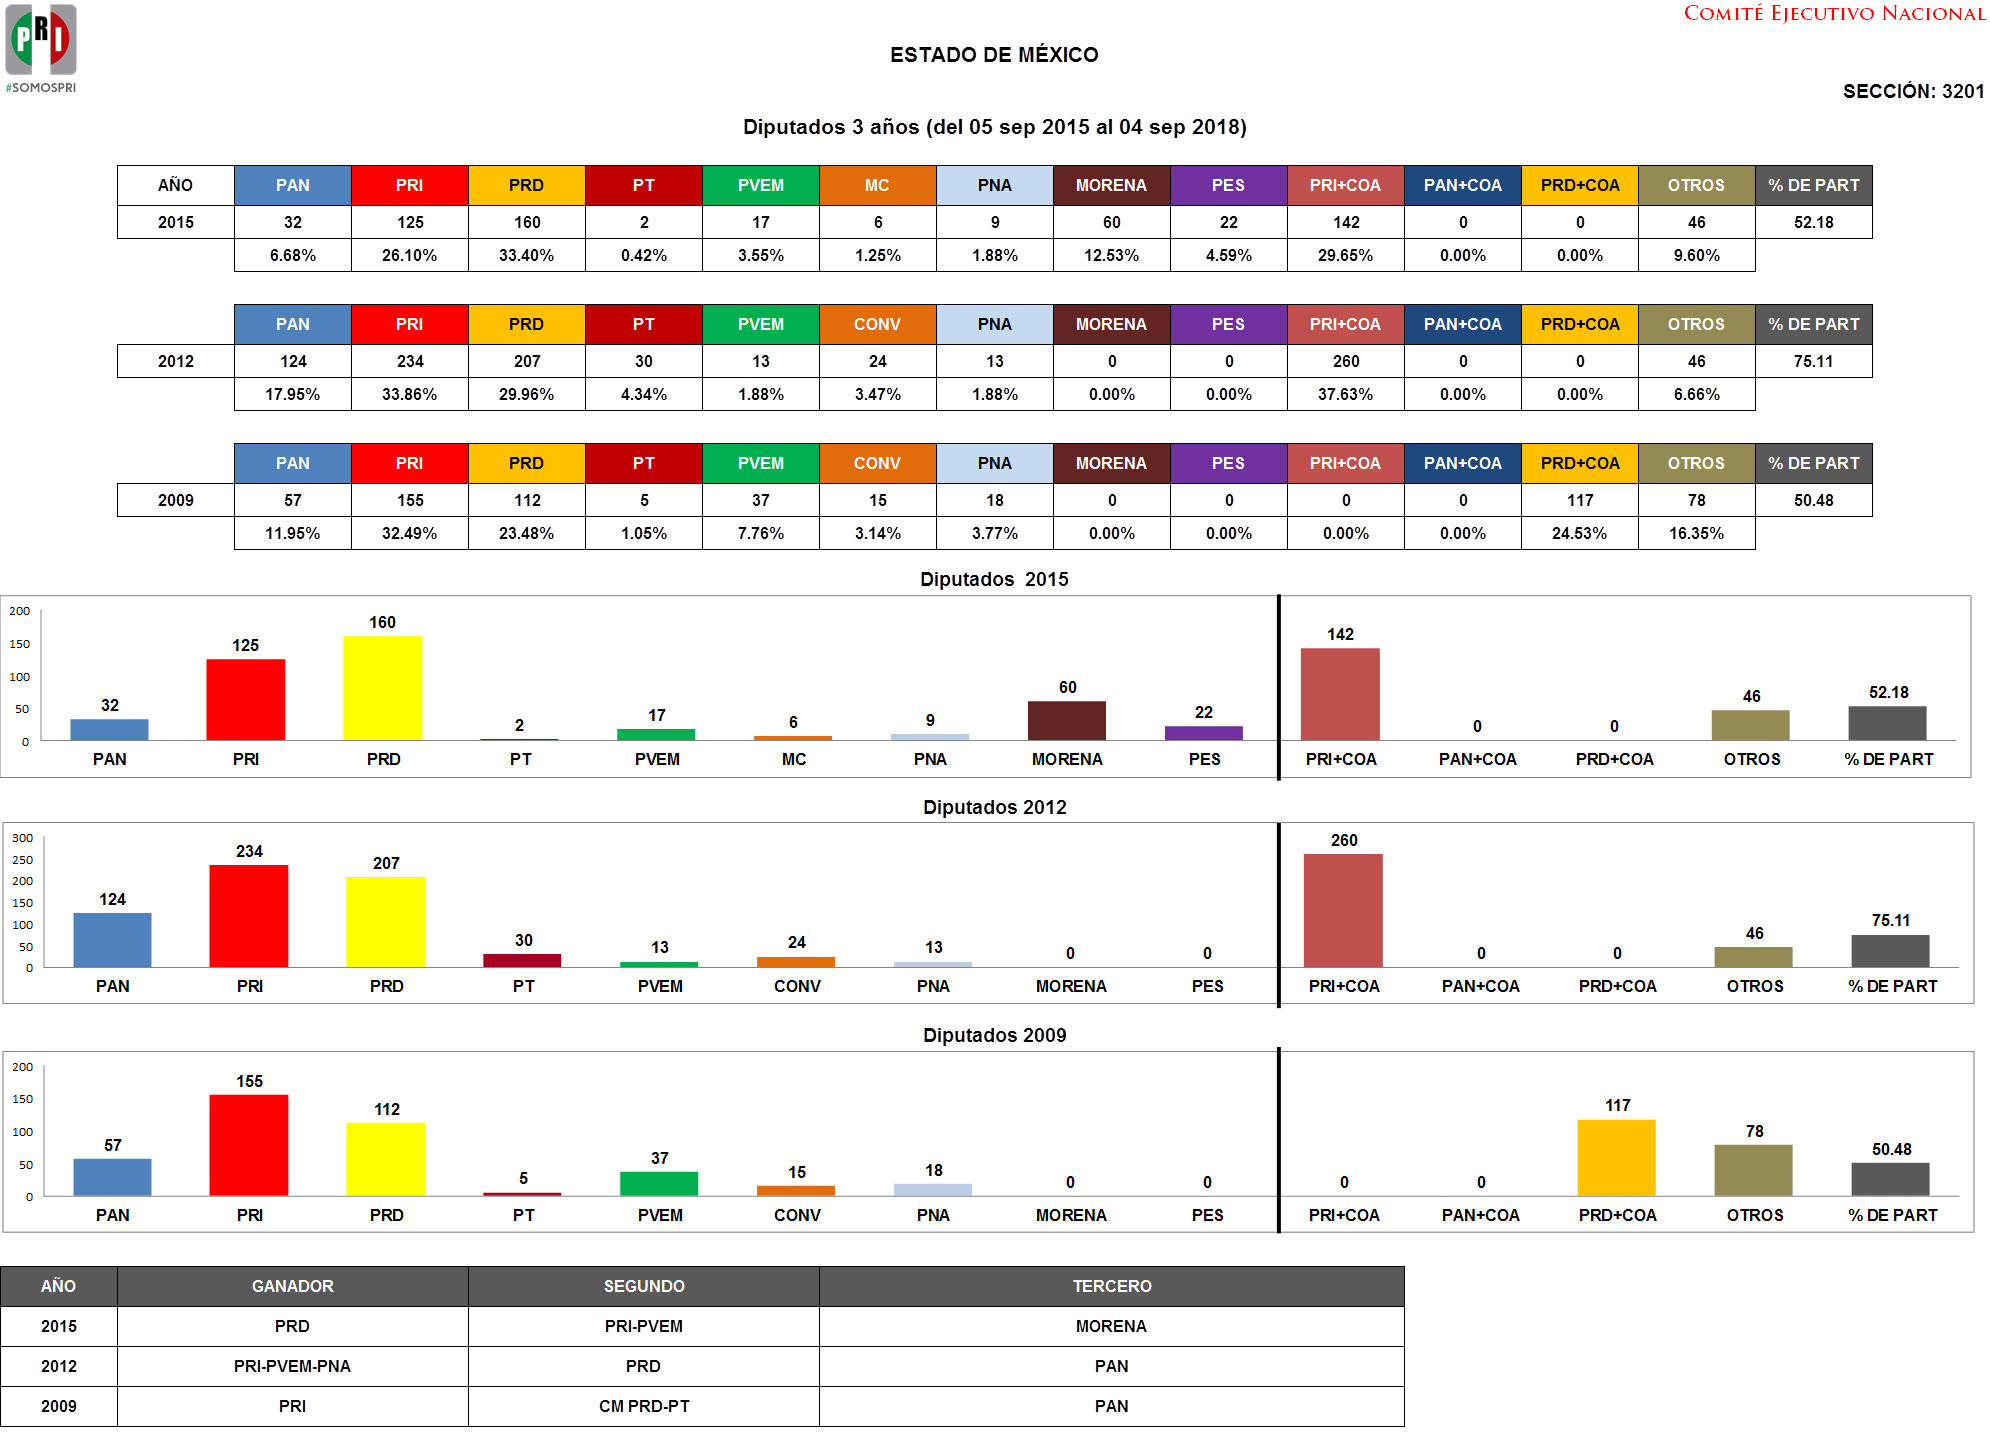 PRI
#SOMOSPRI
COMITÉ EJECUTIVO NACIONAL
ESTADO DE MÉXICO
SECCIÓN: 3201
Diputados 3 años (del 05 sep 2015 al 04 sep 2018)
AÑO PAN PRI PRD PT PVEM MC PNA MORENA PES PRI+COA PAN+COA PRD+COA OTROS % DE PART
2015 32 125 160 2 17 6 9 60 22 142 0 0 46 52.18
6.68% 26.10% 33.40% 0.42% 3.55% 1.25% 1.88% 12.53% 4.59% 29.65% 0.00% 0.00% 9.60%
PAN PRI PRD PT PVEM CONV PNA MORENA PES PRI+COA PAN+COA PRD+COA OTROS % DE PART
2012 124 234 207 30 13 24 13 0 0 260 0 0 46 75.11
17.95% 33.86% 29.96% 4.34% 1.88% 3.47% 1.88% 0.00% 0.00% 37.63% 0.00% 0.00% 6.66%
PAN PRI PRD PT PVEM CONV PNA MORENA PES PRI+COA PAN+COA PRD+COA OTROS % DE PART
2009 57 155 112 5 37 15 18 0 0 0 0 117 78 50.48
11.95% 32.49% 23.48% 1.05% 7.76% 3.14% 3.77% 0.00% 0.00% 0.00% 0.00% 24.53% 16.35%
Diputados 2015
200
150
100
50
0
32 125 160 2 17 6 9 60 22 142 0 0 46 52.18
PAN PRI PRD PT PVEM MC PNA MORENA PES PRI+COA PAN+COA PRD+COA OTROS % DE PART
Diputados 2012
300
250
200
150
100
50
0
124 234 207 30 13 24 13 0 0 260 0 0 46 75.11
PAN PRI PRD PT PVEM CONV PNA MORENA PES PRI+COA PAN+COA PRD+COA OTROS % DE PART
Diputados 2009
200
150
100
50
0
57 155 112 5 37 15 18 0 0 0 0 117 78 50.48
PAN PRI PRD PT PVEM CONV PNA MORENA PES PRI+COA PAN+COA PRD+COA OTROS % DE PART
AÑO GANADOR SEGUNDO TERCERO
2015 PRD PRI-PVEM MORENA
2012 PRI-PVEM-PNA PRD PAN
2009 PRI CM PRD-PT PAN